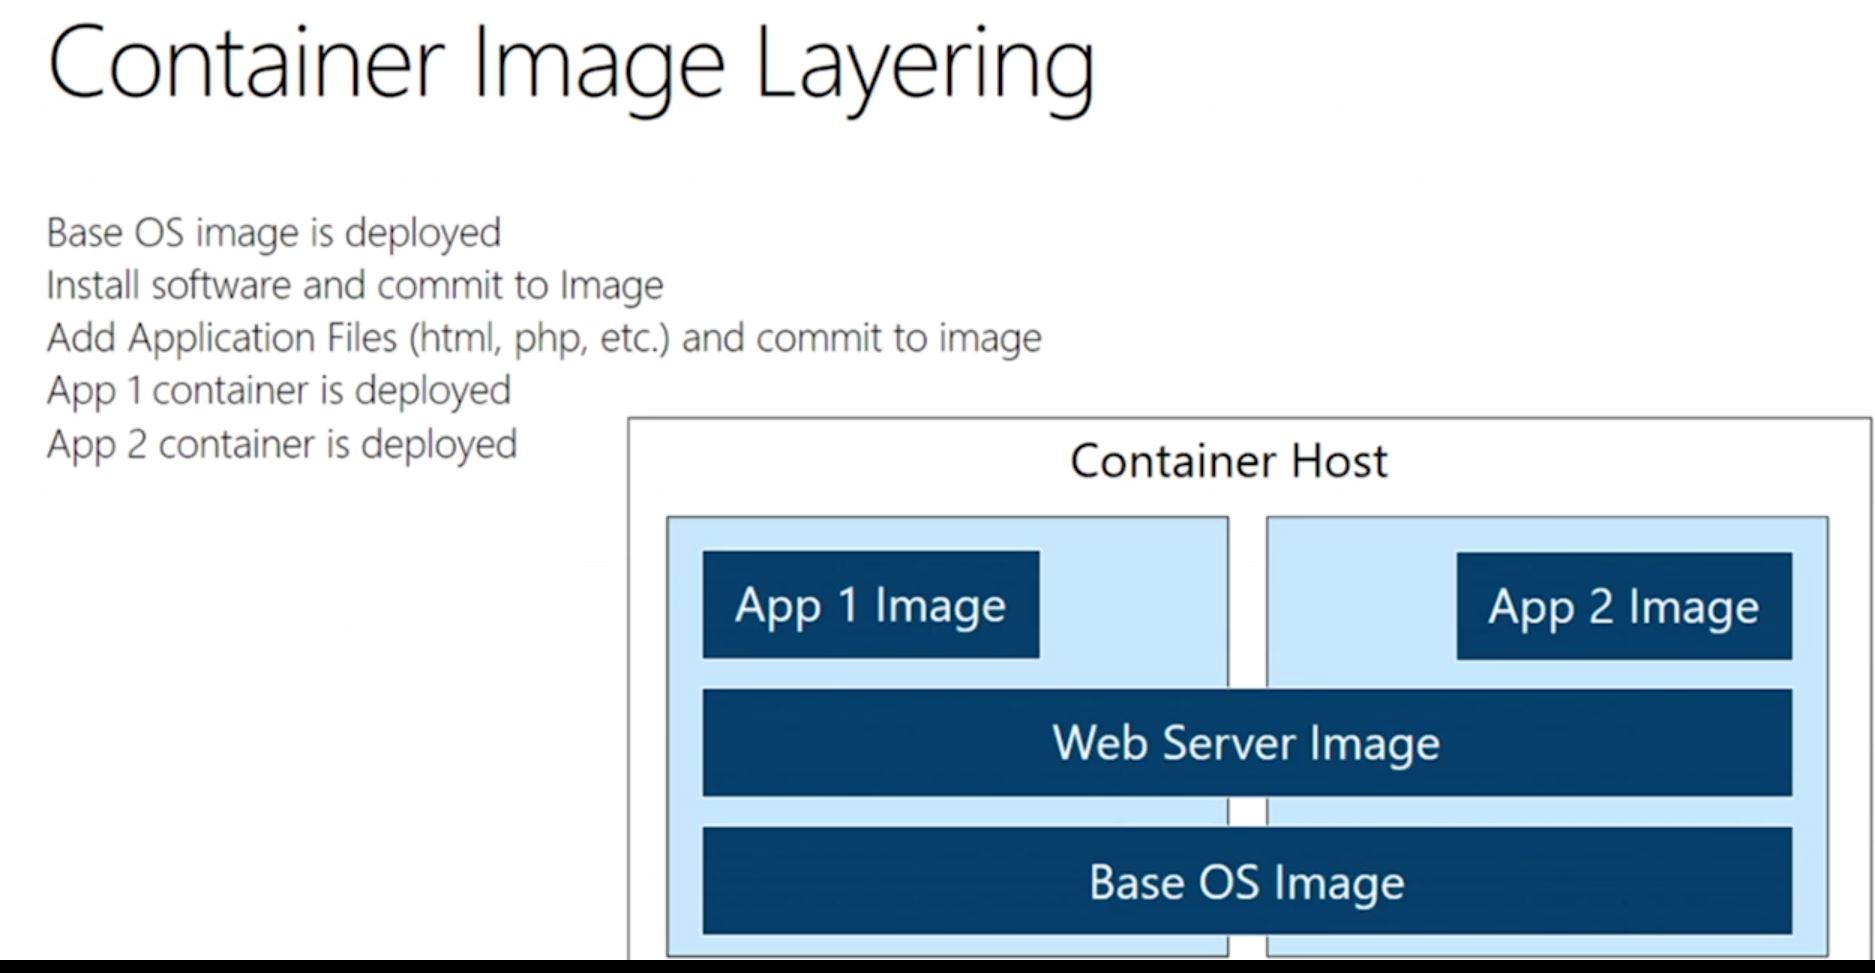 Container Image Layering
Base OS image is deployed
Install software and commit to Image
Add Application Files (html, php, etc.) and commit to image
App 1 container is deployed
App 2 container is deployed
Container Host
App 1 Image
App 2 Image
Web Server Image
Base OS Image